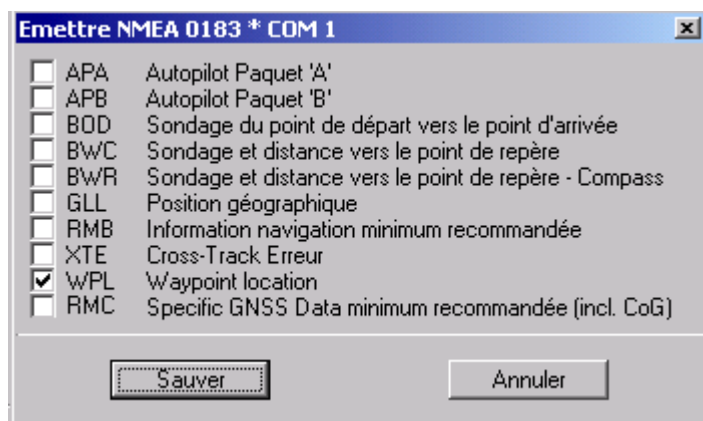 Emettre NMEA 0183 * COM 1
APA Autopilot Paquet 'A'
APB Autopilot Paquet 'B'
BOD Sondage du point de départ vers le point d'arrivée
BWC Sondage et distance vers le point de repère
BWR Sondage et distance vers le point de repère - Compass
GLL Position géographique
RMB Information navigation minimum recommandée
XTE Cross-Track Erreur
WPL Waypoint location
RMC Specific GNSS Data minimum recommandée (incl. CoG)
Sauver Annuler